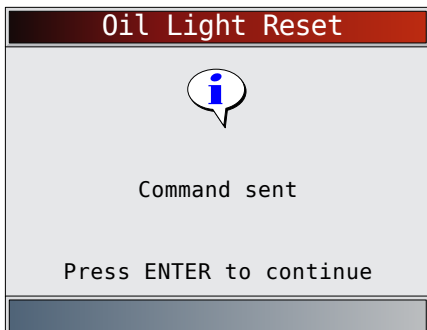 Oil Light Reset
i
Command sent
Press ENTER to continue